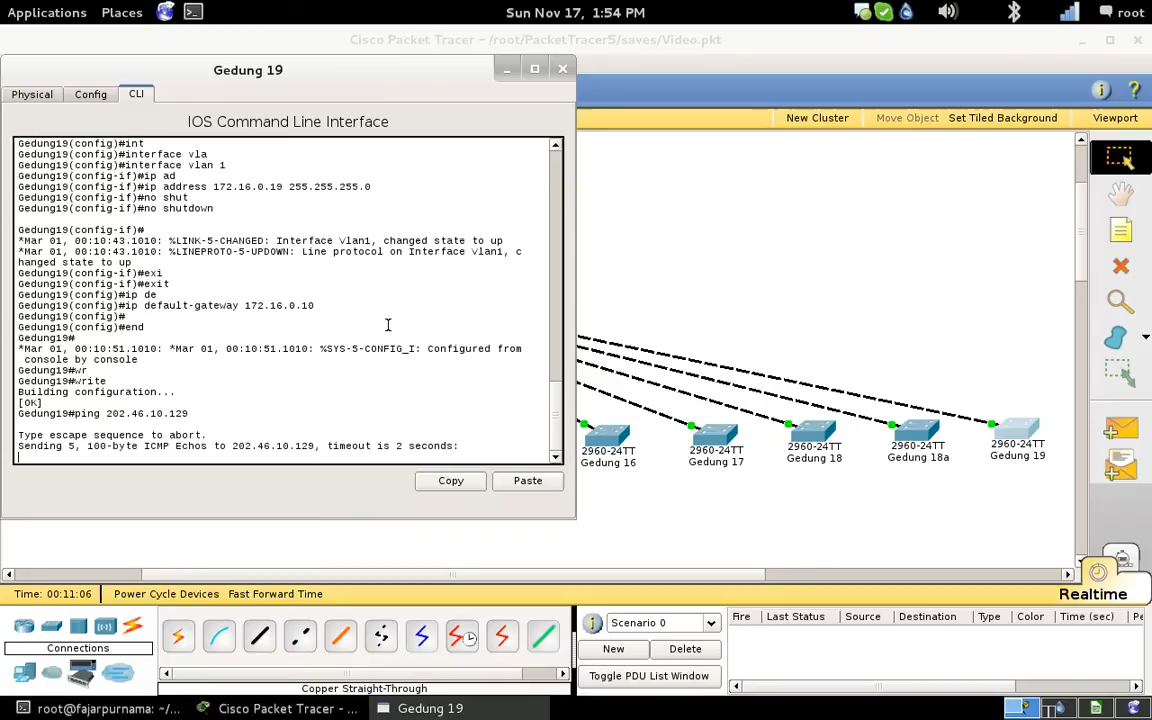 Applications Places Sun Nov 17, 1:54 PM root
Cisco Packet Tracer - /root/PacketTracer5/saves/Video.pkt
Gedung 19
Physical Config CLI
New Cluster Move Object Set Tiled Background Viewport
IOS Command Line Interface
Gedung19(config)#int
Gedung19(config)#interface vla
Gedung19(config)#interface vlan 1
Gedung19(config-if)#ip ad
Gedung19(config-if)#ip address 172.16.0.19 255.255.255.0
Gedung19(config-if)#no shut
Gedung19(config-if)#no shutdown
Gedung19(config-if)#
*Mar 01, 00:10:43.1010: %LINK-5-CHANGED: Interface Vlan1, changed state to up
*Mar 01, 00:10:43.1010: %LINEPROTO-5-UPDOWN: Line protocol on Interface Vlan1, c
hanged state to up
Gedung19(config-if)#exi
Gedung19(config-if)#exit
Gedung19(config)#ip de
Gedung19(config)#ip default-gateway 172.16.0.10
Gedung19(config)#
Gedung19(config)#end
Gedung19#
*Mar 01, 00:10:51.1010: *Mar 01, 00:10:51.1010: %SYS-5-CONFIG_I: Configured from
console by console
Gedung19#wr
Gedung19#write
Building configuration...
[OK]
Gedung19#ping 202.46.10.129
Type escape sequence to abort.
Sending 5, 100-byte ICMP Echos to 202.46.10.129, timeout is 2 seconds:
Copy Paste
2960-24TT
Gedung 16
2960-24TT
Gedung 17
2960-24TT
Gedung 18
2960-24TT
Gedung 18a
2960-24TT
Gedung 19
Time: 00:11:06 Power Cycle Devices Fast Forward Time
Realtime
Connections
Copper Straight-Through
Scenario 0
New Delete
Toggle PDU List Window
Fire Last Status Source Destination Type Color Time (sec) Pe
root@fajarpurnama: ~/... Cisco Packet Tracer - ... Gedung 19